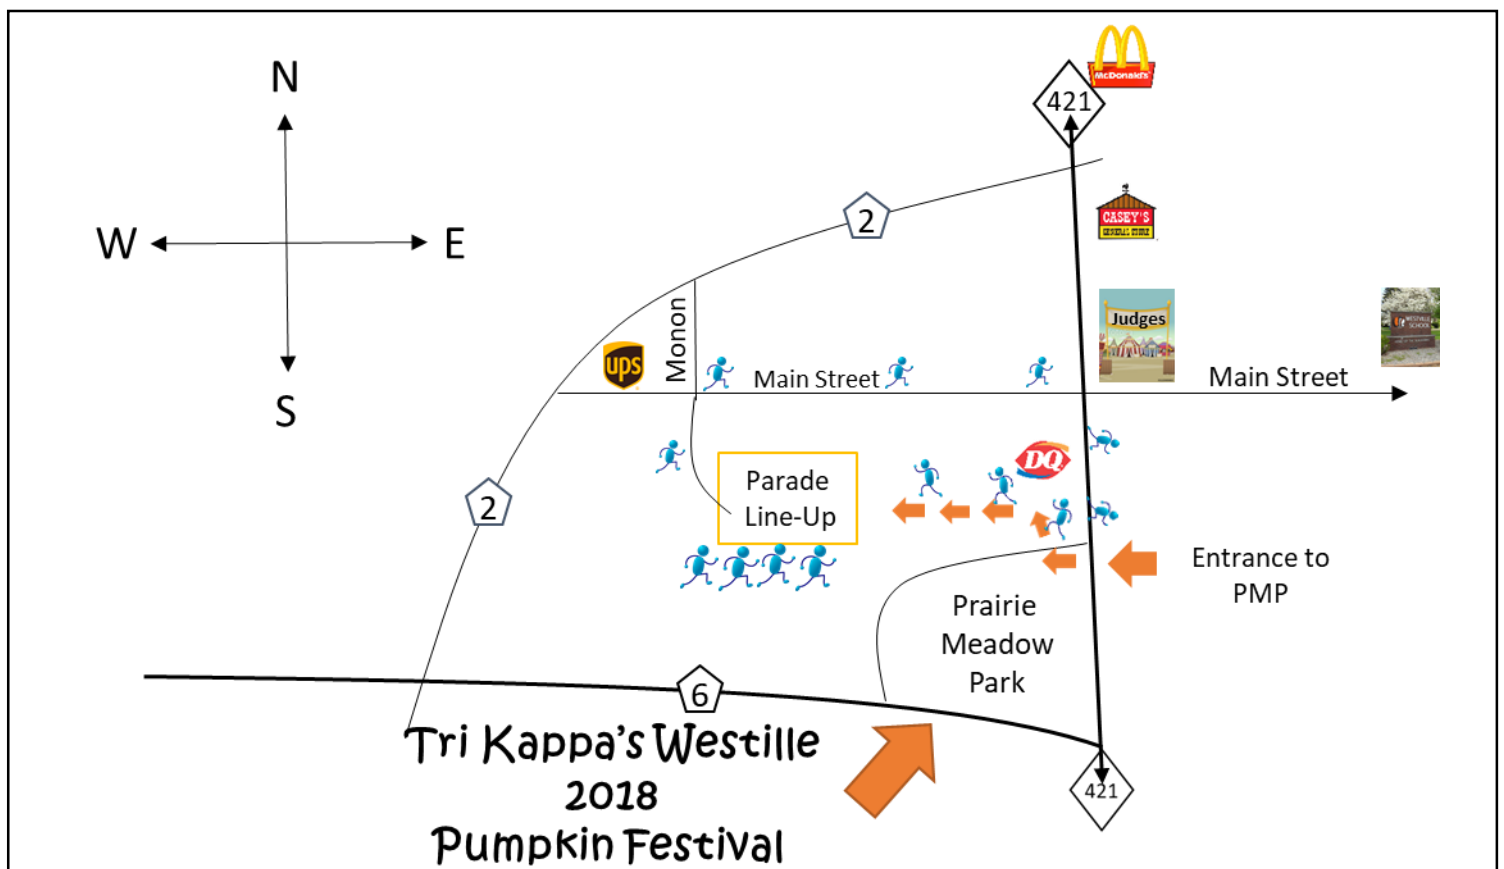 N
W
E
S
421
McDonald's
2
CASEY'S
GENERAL STORE
Judges
WESTVILLE
SCHOOL
ups
Monon
Main Street
Main Street
DQ
Parade
Line-Up
2
Entrance to
PMP
Prairie
Meadow
Park
6
421
Tri Kappa's Westille
2018
Pumpkin Festival